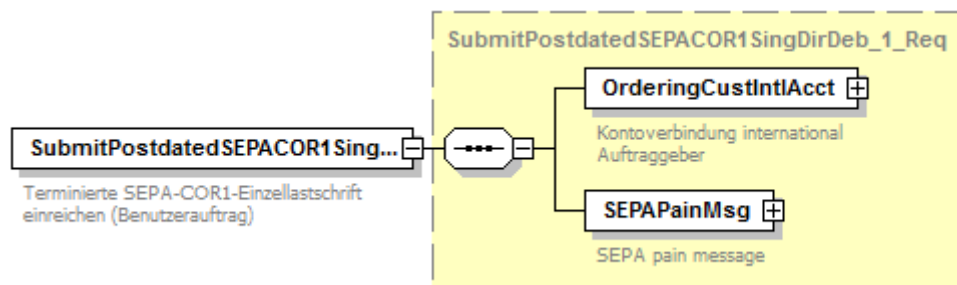 SubmitPostdatedSEPACOR1SingDirDeb_1_Req
OrderingCustIntlAcct
Kontoverbindung international
Auftraggeber
SubmitPostdatedSEPACOR1Sing...
Terminierte SEPA-COR1-Einzellastschrift
einreichen (Benutzerauftrag)
SEPAPainMsg
SEPA pain message